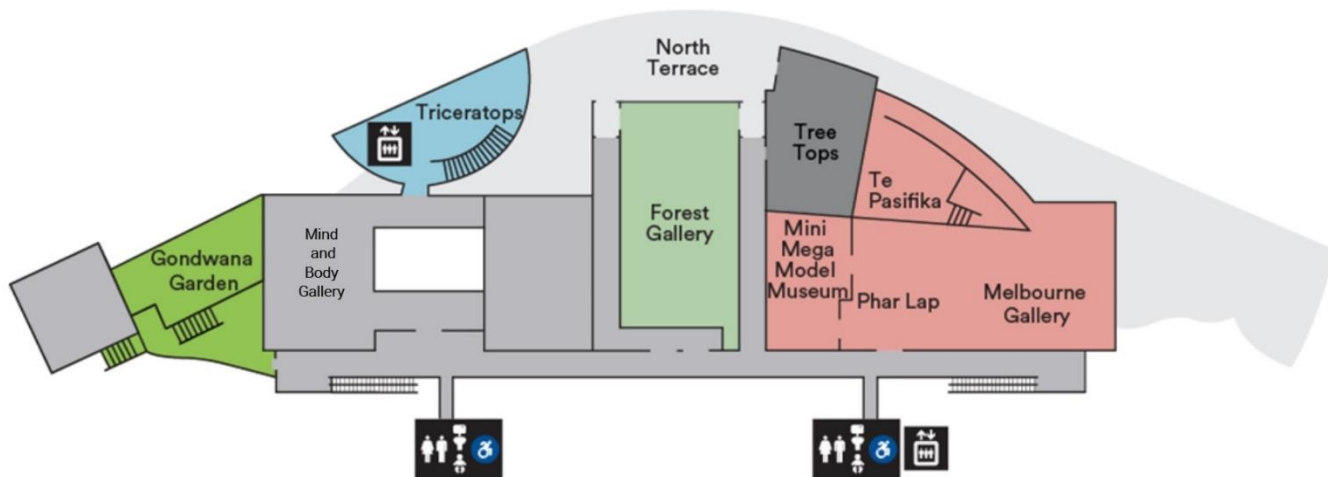 North
Terrace
Triceratops
Tree
Tops
Te
Pasifika
Forest
Gallery
Mind
and
Body
Gallery
Gondwana
Garden
Mini
Mega
Model
Museum
Phar Lap
Melbourne
Gallery